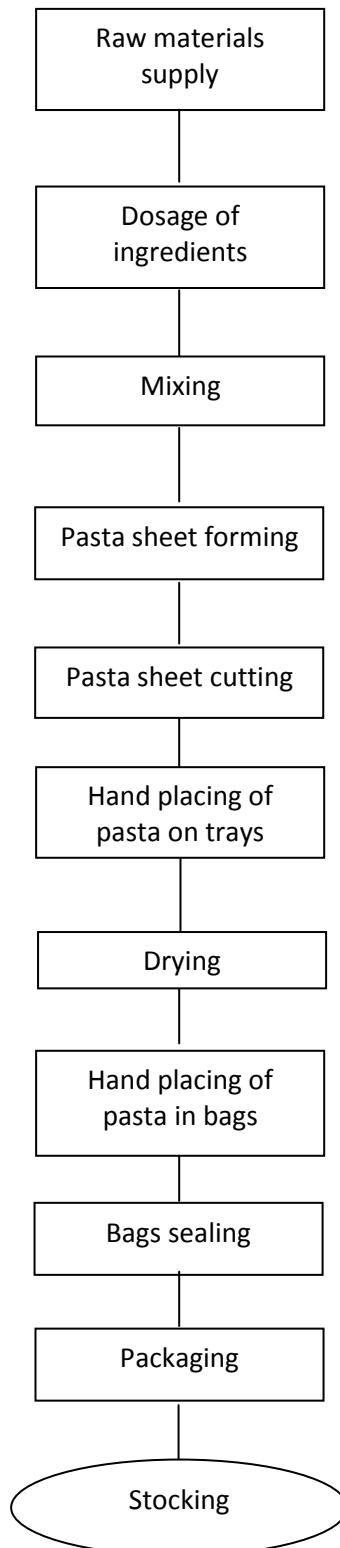 Raw materials
supply
Dosage of
ingredients
Mixing
Pasta sheet forming
Pasta sheet cutting
Hand placing of
pasta on trays
Drying
Hand placing of
pasta in bags
Bags sealing
Packaging
Stocking